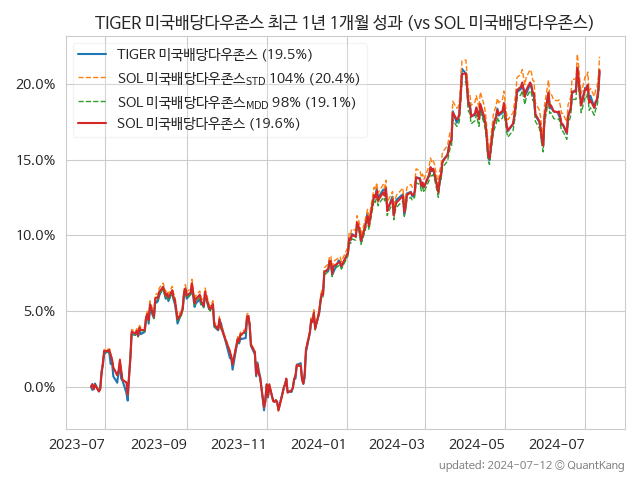 TIGER 미국배당다우존스 최근 1년 1개월 성과 (vs SOL 미국배당다우존스)
TIGER 미국배당다우존스 (19.5%)
SOL 미국배당다우존스STD 104% (20.4%)
SOL 미국배당다우존스MDD 98% (19.1%)
SOL 미국배당다우존스 (19.6%)
20.0%
15.0%
10.0%
5.0%
0.0%
2023-07 2023-09 2023-11 2024-01 2024-03 2024-05 2024-07
updated: 2024-07-12 © QuantKang